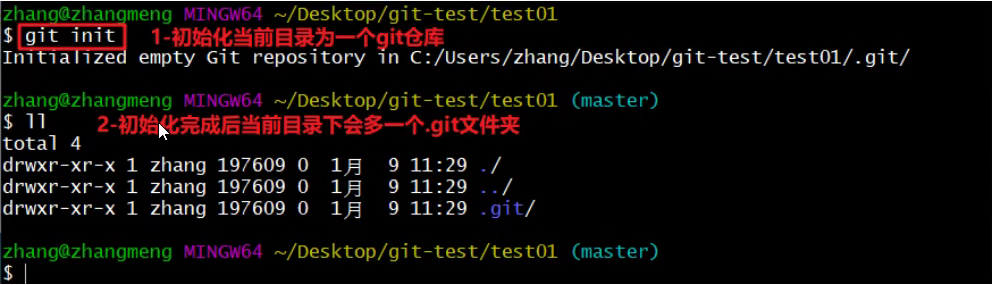 zhang@zhangmeng MINGW64 ~/Desktop/git-test/test01
$ git init 1-初始化当前目录为一个git仓库
Initialized empty Git repository in C:/Users/zhang/Desktop/git-test/test01/.git/
zhang@zhangmeng MINGW64 ~/Desktop/git-test/test01 (master)
$ ll 2-初始化完成后当前目录下会多一个.git文件夹
total 4
drwxr-xr-x 1 zhang 197609 0 1月 9 11:29 ./
drwxr-xr-x 1 zhang 197609 0 1月 9 11:29 ../
drwxr-xr-x 1 zhang 197609 0 1月 9 11:29 .git/
zhang@zhangmeng MINGW64 ~/Desktop/git-test/test01 (master)
$